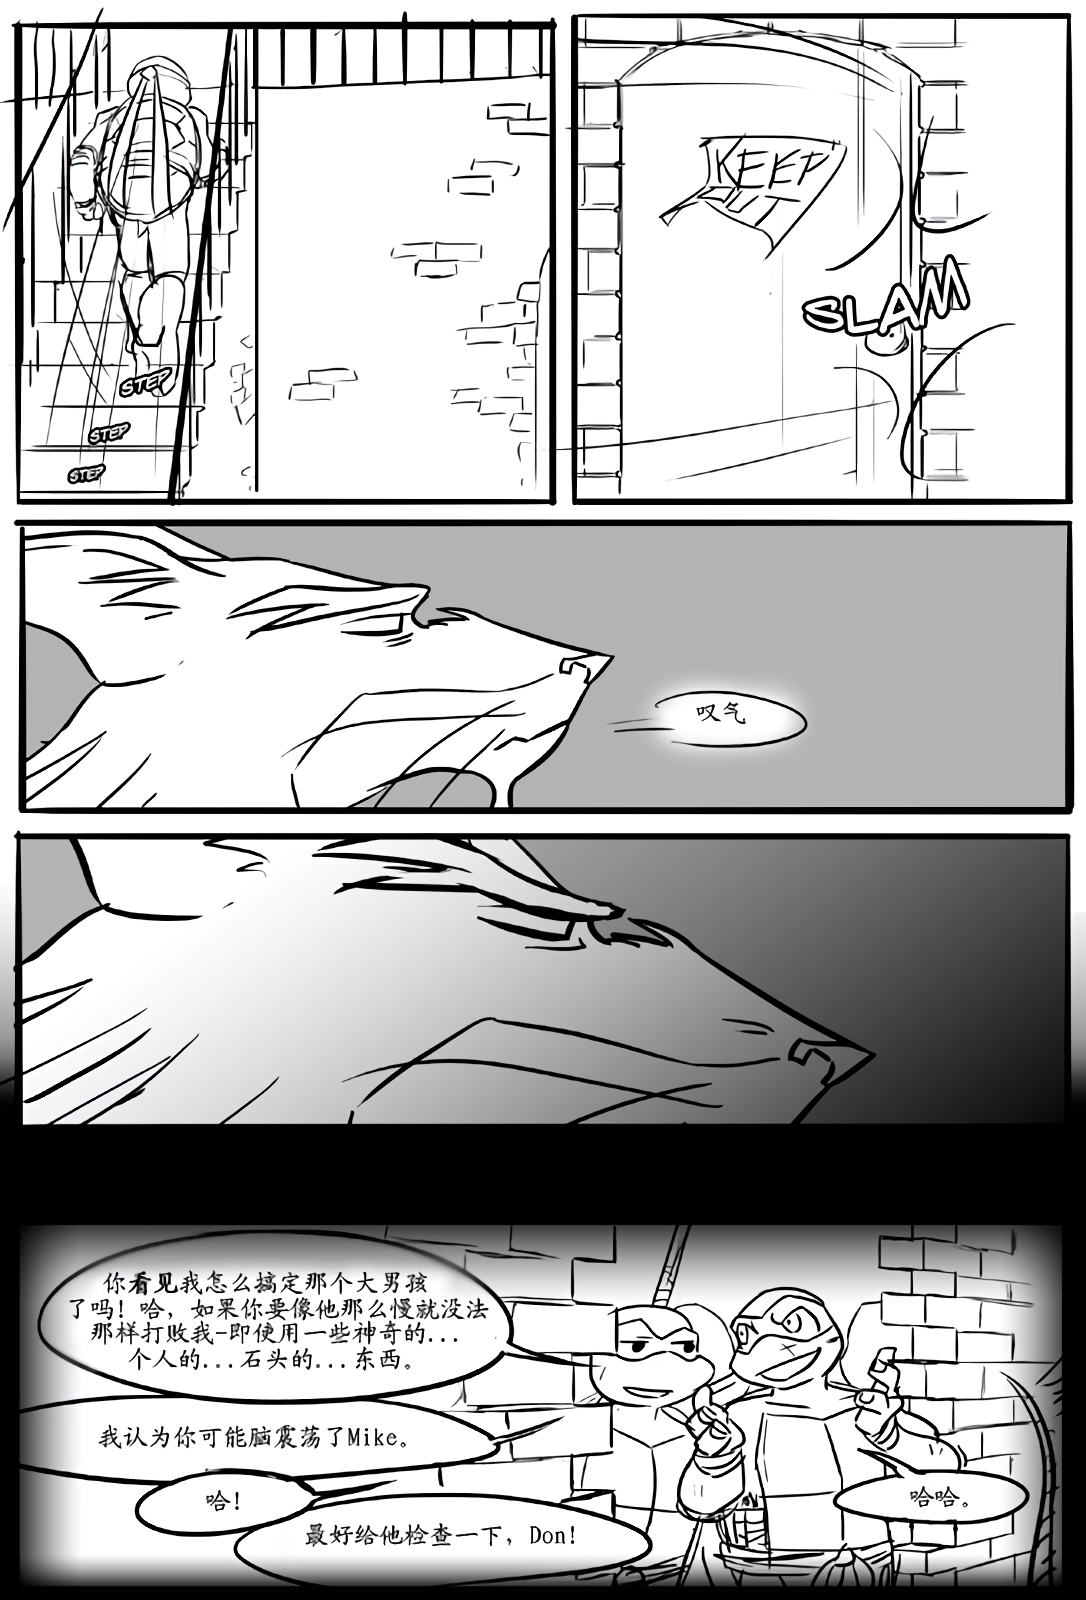 STEP
STEP
STEP
KEEP
OUT
SLAM
叹气
你看见我怎么搞定那个大男孩
了吗！哈，如果你要像他那么慢就没法
那样打败我-即使用一些神奇的...
个人的...石头的...东西。
我认为你可能脑震荡了Mike。
哈！
哈哈。
最好给他检查一下，Don！